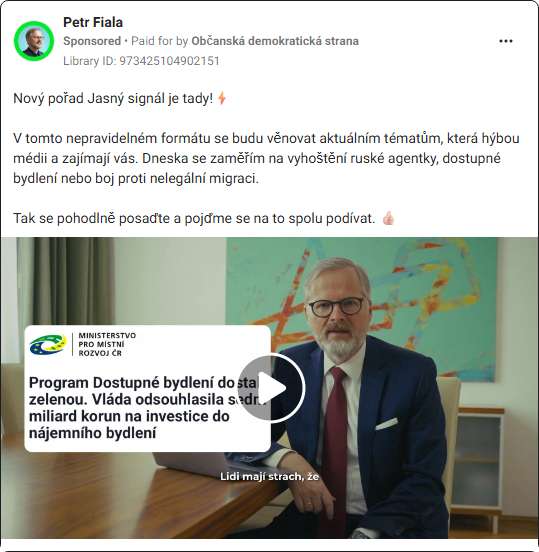 Petr Fiala
Sponsored • Paid for by Občanská demokratická strana
Library ID: 973425104902151
Nový pořad Jasný signál je tady!
V tomto nepravidelném formátu se budu věnovat aktuálním tématům, která hýbou
médii a zajímají vás. Dneska se zaměřím na vyhoštění ruské agentky, dostupné
bydlení nebo boj proti nelegální migraci.
Tak se pohodlně posaďte a pojďme se na to spolu podívat.
MINISTERSTVO
PRO MÍSTNÍ
ROZVOJ ČR
Program Dostupné bydlení dostal
zelenou. Vláda odsouhlasila sedm
miliard korun na investice do
nájemního bydlení
Lidi mají strach, že